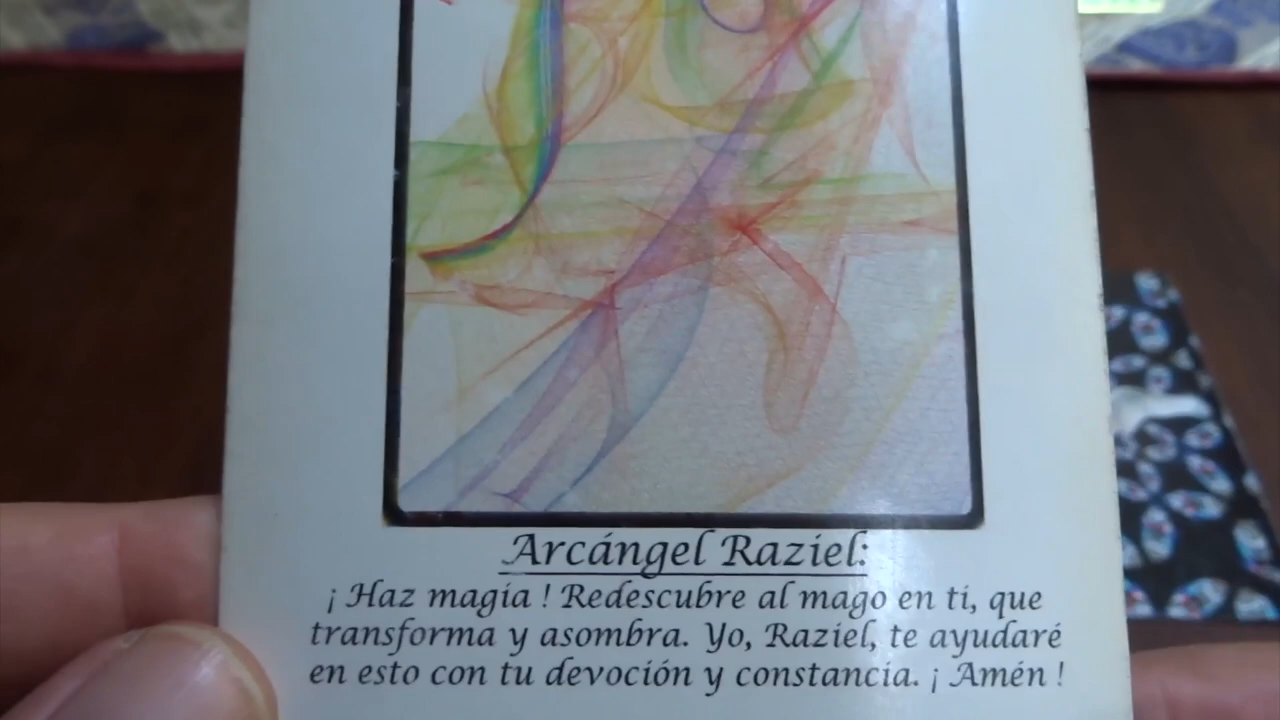 Arcángel Raziel:
¡ Haz magia ! Redescubre al mago en ti, que
transforma y asombra. Yo, Raziel, te ayudaré
en esto con tu devoción y constancia. ¡ Amén !